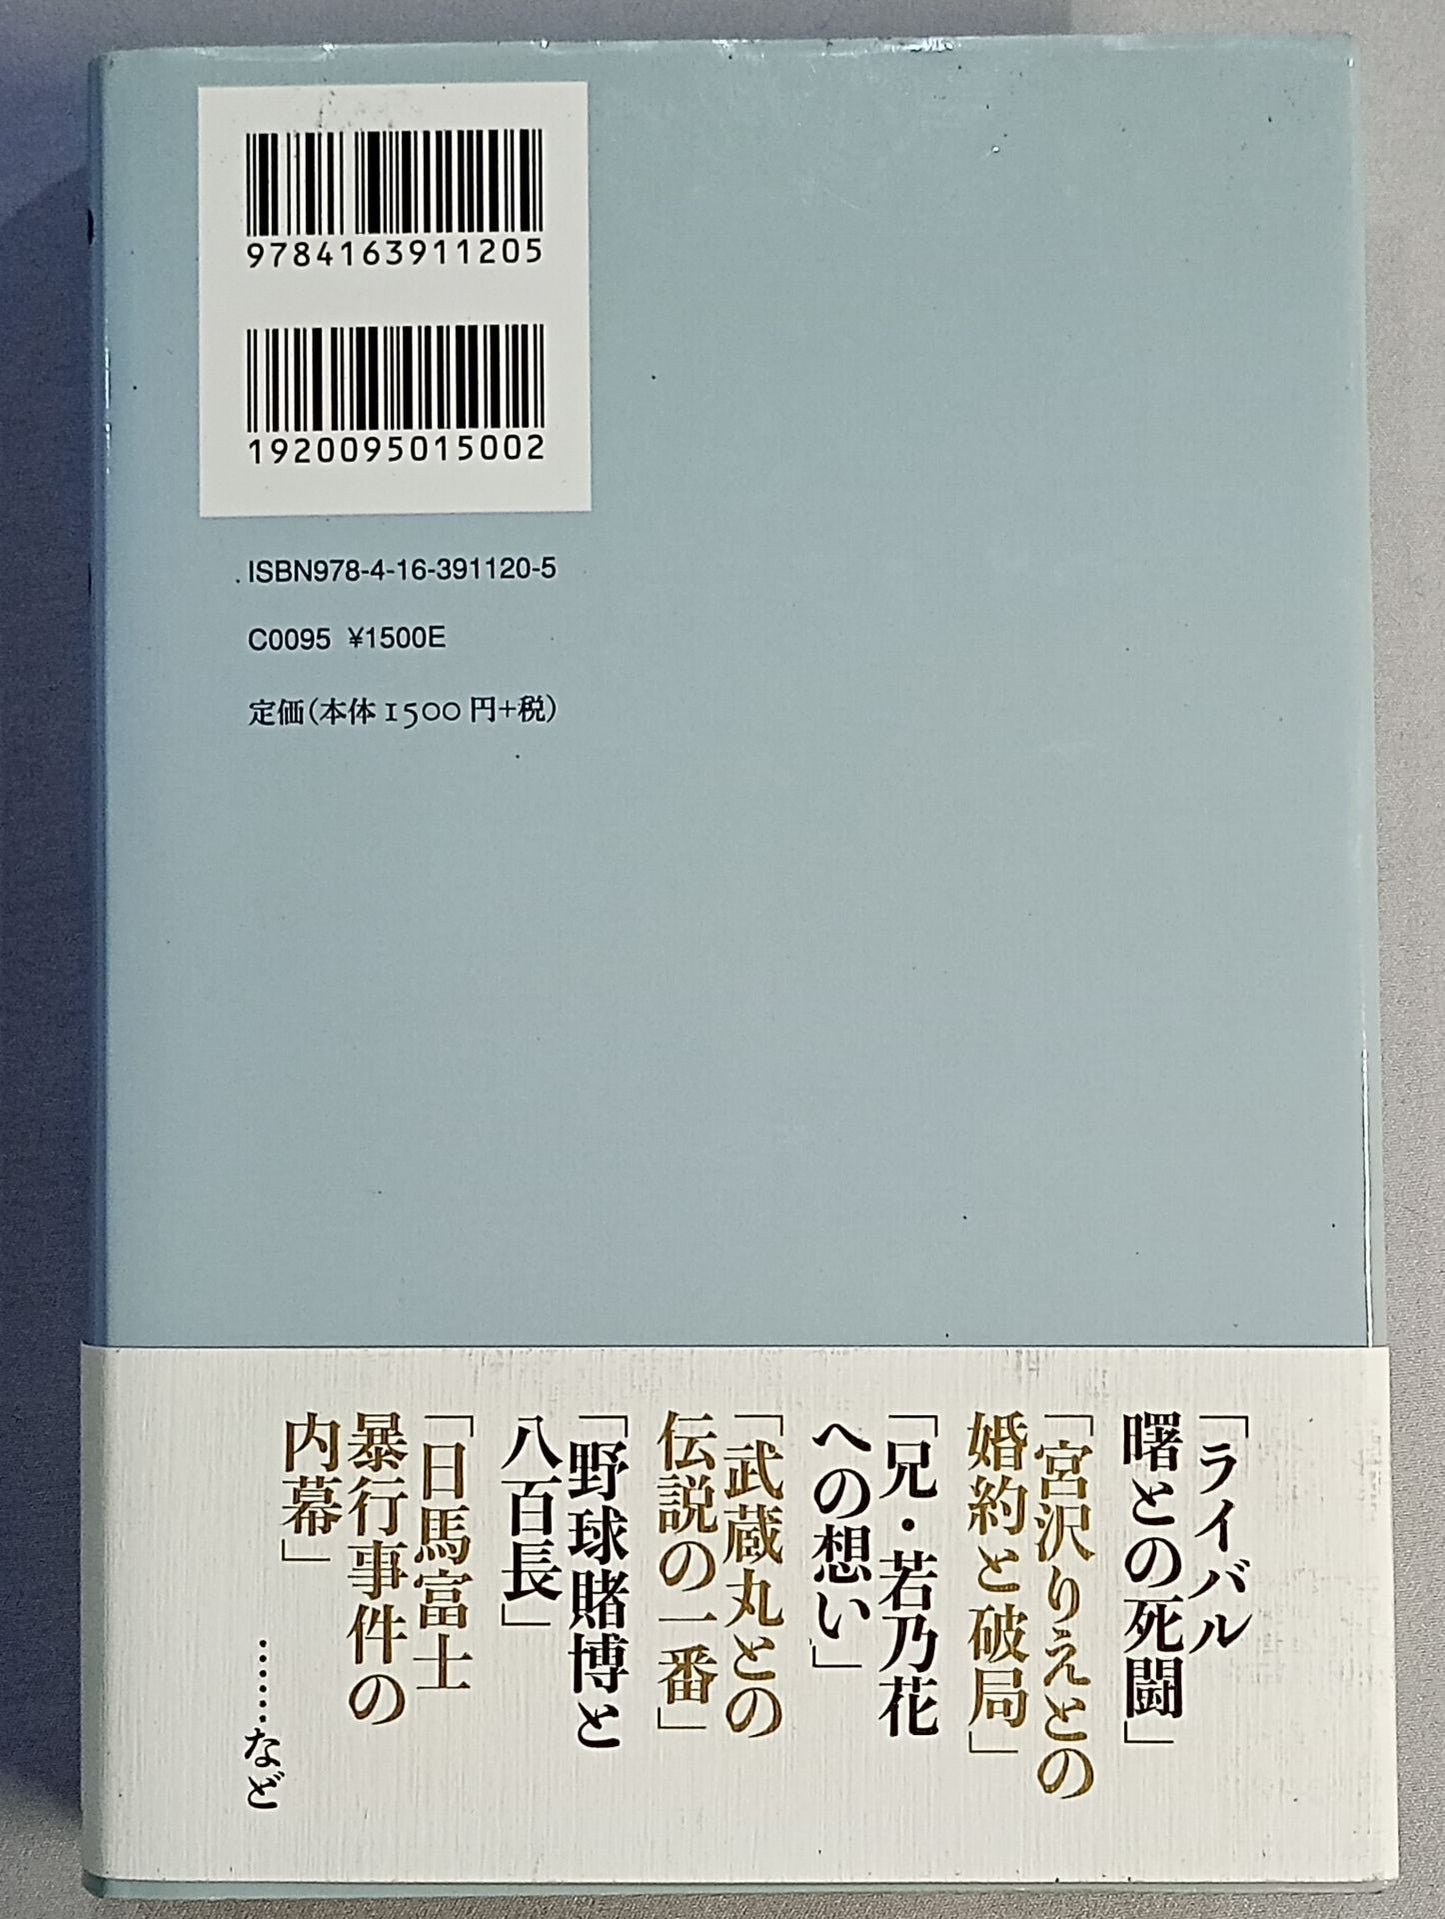 9784163911205
1920095015002
ISBN978-4-16-391120-5
C0095 ¥1500E
定価(本体1500円+税)
「ライバル
曙との死闘」
「宮沢りえとの
婚約と破局」
「兄・若乃花
への想い」
「武蔵丸との
伝説の一番」
「野球賭博と
八百長」
「日馬富士
暴行事件の
内幕」
……など